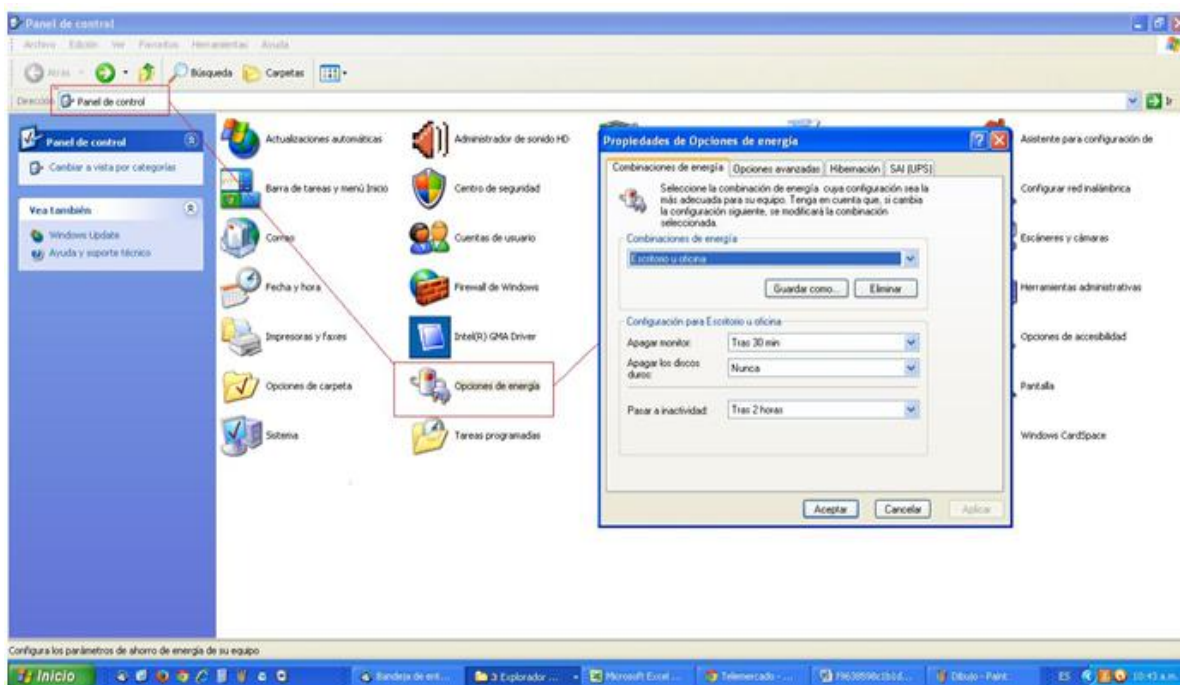 Panel de control
Archivo Edición Ver Favoritos Herramientas Ayuda
Atrás Búsqueda Carpetas
Dirección Panel de control Ir
Panel de control
Cambiar a vista por categorías
Vea también
Windows Update
Ayuda y soporte técnico
Actualizaciones automáticas
Administrador de sonido HD
Asistente para configuración de
Barra de tareas y menú Inicio
Centro de seguridad
Configurar red inalámbrica
Correo
Cuentas de usuario
Escáneres y cámaras
Fecha y hora
Firewall de Windows
Herramientas administrativas
Impresoras y faxes
Intel(R) GMA Driver
Opciones de accesibilidad
Opciones de carpeta
Opciones de energía
Pantalla
Sistema
Tareas programadas
Windows CardSpace
Propiedades de Opciones de energía
Combinaciones de energía Opciones avanzadas Hibernación SAI (UPS)
Seleccione la combinación de energía cuya configuración sea la
más adecuada para su equipo. Tenga en cuenta que, si cambia
la configuración siguiente, se modificará la combinación
seleccionada.
Combinaciones de energía
Escritorio u oficina
Guardar como... Eliminar
Configuración para Escritorio u oficina
Apagar monitor: Tras 30 min
Apagar los discos
duros: Nunca
Pasar a inactividad: Tras 2 horas
Aceptar Cancelar Aplicar
Configura los parámetros de ahorro de energía de su equipo
Inicio Bandeja de ent... 3 Explorador ... Microsoft Excel ... Telemercado - ... Dibujo - Paint ES 10:43 a.m.